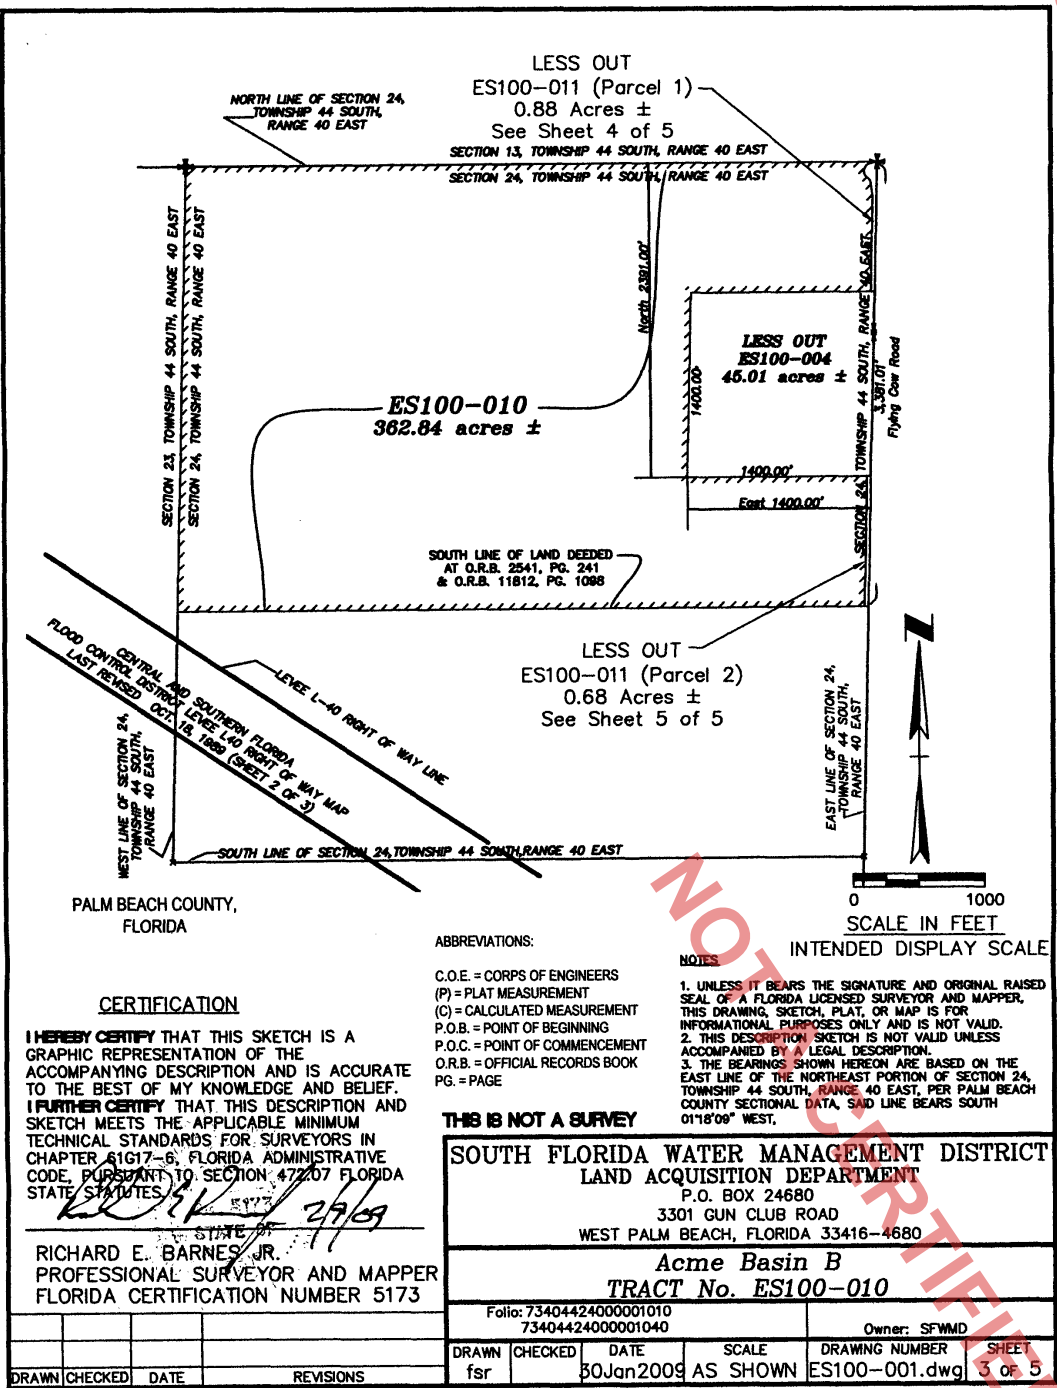 LESS OUT
ES100-011 (Parcel 1)
0.88 Acres ±
See Sheet 4 of 5
NORTH LINE OF SECTION 24,
TOWNSHIP 44 SOUTH,
RANGE 40 EAST
SECTION 13, TOWNSHIP 44 SOUTH, RANGE 40 EAST
SECTION 24, TOWNSHIP 44 SOUTH, RANGE 40 EAST
SECTION 23, TOWNSHIP 44 SOUTH, RANGE 40 EAST
SECTION 24, TOWNSHIP 44 SOUTH, RANGE 40 EAST
North 2391.00'
LESS OUT
ES100-004
45.01 acres ±
1400.00'
SECTION 24, TOWNSHIP 44 SOUTH, RANGE 40 EAST
3,381.01'
Flying Cow Road
ES100-010
362.84 acres ±
1400.00'
East 1400.00'
SOUTH LINE OF LAND DEEDED
AT O.R.B. 2541, PG. 241
& O.R.B. 11812, PG. 1098
LESS OUT
ES100-011 (Parcel 2)
0.68 Acres ±
See Sheet 5 of 5
LEVEE L-40 RIGHT OF WAY LINE
CENTRAL AND SOUTHERN FLORIDA
FLOOD CONTROL DISTRICT LEVEE L40 RIGHT OF WAY MAP
LAST REVISED OCT. 18, 1989 (SHEET 2 OF 3)
WEST LINE OF SECTION 24,
TOWNSHIP 44 SOUTH,
RANGE 40 EAST
EAST LINE OF SECTION 24,
TOWNSHIP 44 SOUTH,
RANGE 40 EAST
SOUTH LINE OF SECTION 24, TOWNSHIP 44 SOUTH, RANGE 40 EAST
N
0 1000
SCALE IN FEET
INTENDED DISPLAY SCALE
PALM BEACH COUNTY,
FLORIDA
ABBREVIATIONS:
C.O.E. = CORPS OF ENGINEERS
(P) = PLAT MEASUREMENT
(C) = CALCULATED MEASUREMENT
P.O.B. = POINT OF BEGINNING
P.O.C. = POINT OF COMMENCEMENT
O.R.B. = OFFICIAL RECORDS BOOK
PG. = PAGE
NOTES
1. UNLESS IT BEARS THE SIGNATURE AND ORIGINAL RAISED
SEAL OF A FLORIDA LICENSED SURVEYOR AND MAPPER,
THIS DRAWING, SKETCH, PLAT, OR MAP IS FOR
INFORMATIONAL PURPOSES ONLY AND IS NOT VALID.
2. THIS DESCRIPTION SKETCH IS NOT VALID UNLESS
ACCOMPANIED BY A LEGAL DESCRIPTION.
3. THE BEARINGS SHOWN HEREON ARE BASED ON THE
EAST LINE OF THE NORTHEAST PORTION OF SECTION 24,
TOWNSHIP 44 SOUTH, RANGE 40 EAST, PER PALM BEACH
COUNTY SECTIONAL DATA, SAID LINE BEARS SOUTH
01°18'09" WEST,
NOT A CERTIFIE
CERTIFICATION
I HEREBY CERTIFY THAT THIS SKETCH IS A
GRAPHIC REPRESENTATION OF THE
ACCOMPANYING DESCRIPTION AND IS ACCURATE
TO THE BEST OF MY KNOWLEDGE AND BELIEF.
I FURTHER CERTIFY THAT THIS DESCRIPTION AND
SKETCH MEETS THE APPLICABLE MINIMUM
TECHNICAL STANDARDS FOR SURVEYORS IN
CHAPTER 61G17-6, FLORIDA ADMINISTRATIVE
CODE, PURSUANT TO SECTION 472.07 FLORIDA
STATE STATUTES.
5173
STATE OF
2/9/09
RICHARD E. BARNES, JR.
PROFESSIONAL SURVEYOR AND MAPPER
FLORIDA CERTIFICATION NUMBER 5173
DRAWN CHECKED DATE REVISIONS
THIS IS NOT A SURVEY
SOUTH FLORIDA WATER MANAGEMENT DISTRICT
LAND ACQUISITION DEPARTMENT
P.O. BOX 24680
3301 GUN CLUB ROAD
WEST PALM BEACH, FLORIDA 33416-4680
Acme Basin B
TRACT No. ES100-010
Folio: 73404424000001010
73404424000001040
Owner: SFWMD
DRAWN CHECKED DATE SCALE DRAWING NUMBER SHEET
fsr 30Jan2009 AS SHOWN ES100-001.dwg 3 OF 5